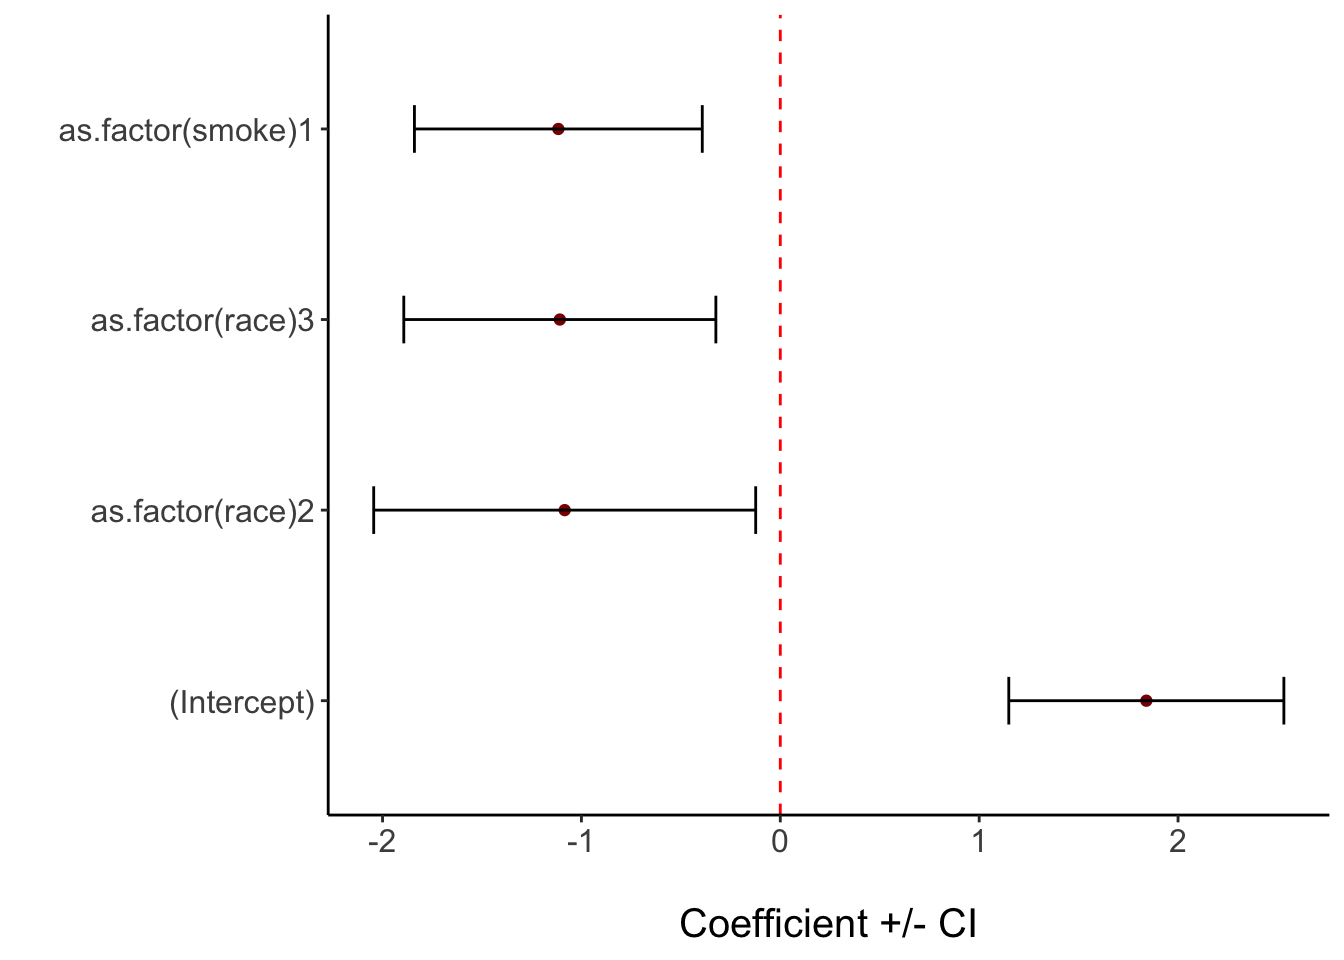 as.factor(smoke)1
as.factor(race)3
as.factor(race)2
(Intercept)
-2 -1 0 1 2
Coefficient +/- CI